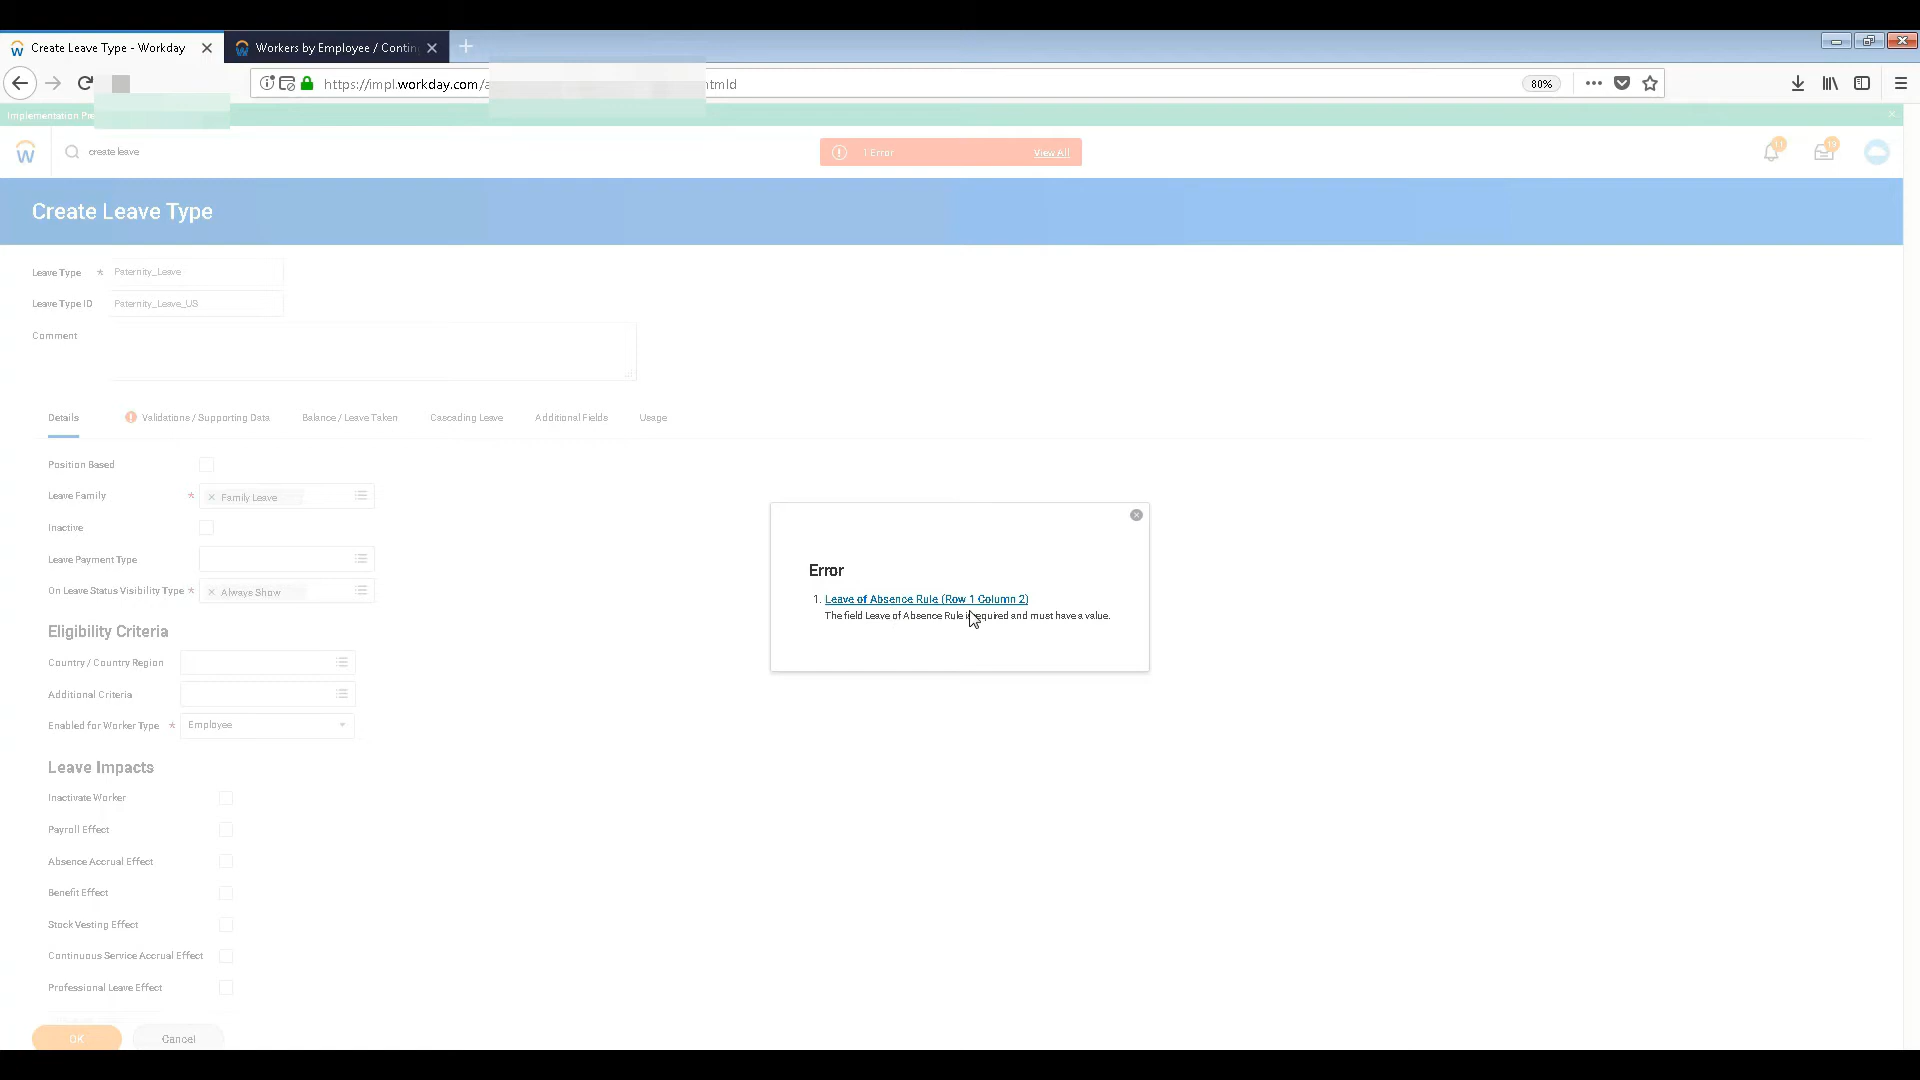 Create Leave Type - Workday
Workers by Employee / Contin
https://impl.workday.com/a
htmld
80%
Implementation Pre
create leave
1 Error
View All
11
19
Create Leave Type
Leave Type *
Paternity_Leave
Leave Type ID
Paternity_Leave_US
Comment
Details
Validations / Supporting Data
Balance / Leave Taken
Cascading Leave
Additional Fields
Usage
Position Based
Leave Family *
Family Leave
Inactive
Leave Payment Type
On Leave Status Visibility Type *
Always Show
Eligibility Criteria
Country / Country Region
Additional Criteria
Enabled for Worker Type *
Employee
Leave Impacts
Inactivate Worker
Payroll Effect
Absence Accrual Effect
Benefit Effect
Stock Vesting Effect
Continuous Service Accrual Effect
Professional Leave Effect
OK
Cancel
Error
1. Leave of Absence Rule (Row 1 Column 2)
The field Leave of Absence Rule is required and must have a value.